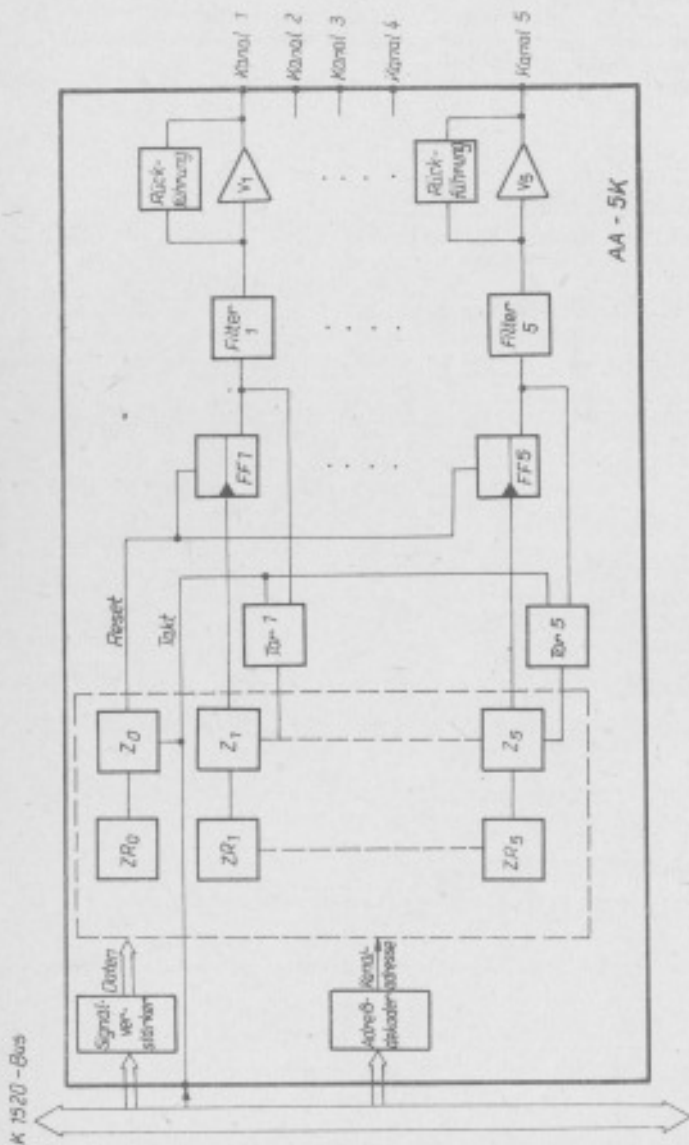 K 1520-Bus
Signal-
ver-
stärker
Daten
Adreß-
dekoder
Kanal-
adresse
ZR0
Z0
Reset
Takt
ZR1
Z1
Tor 1
FF1
Filter
1
Rück-
führung
V1
Kanal 1
Kanal 2
Kanal 3
Kanal 4
Kanal 5
ZR5
Z5
Tor 5
FF5
Filter
5
Rück-
führung
V5
AA - 5K